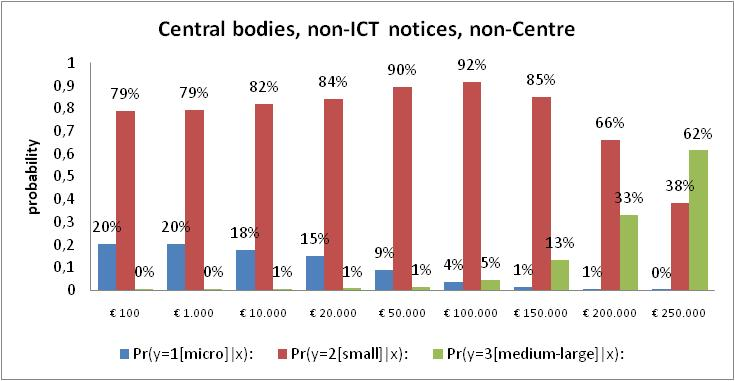 Central bodies, non-ICT notices, non-Centre
probability
1
0,9
0,8
0,7
0,6
0,5
0,4
0,3
0,2
0,1
0
79% 79% 82% 84% 90% 92% 85% 66% 62%
20% 20% 18% 15% 9% 4% 5% 1% 13% 1% 33% 0% 38%
0% 0% 1% 1% 1%
€ 100 € 1.000 € 10.000 € 20.000 € 50.000 € 100.000 € 150.000 € 200.000 € 250.000
Pr(y=1[micro]|x): Pr(y=2[small]|x): Pr(y=3[medium-large]|x):